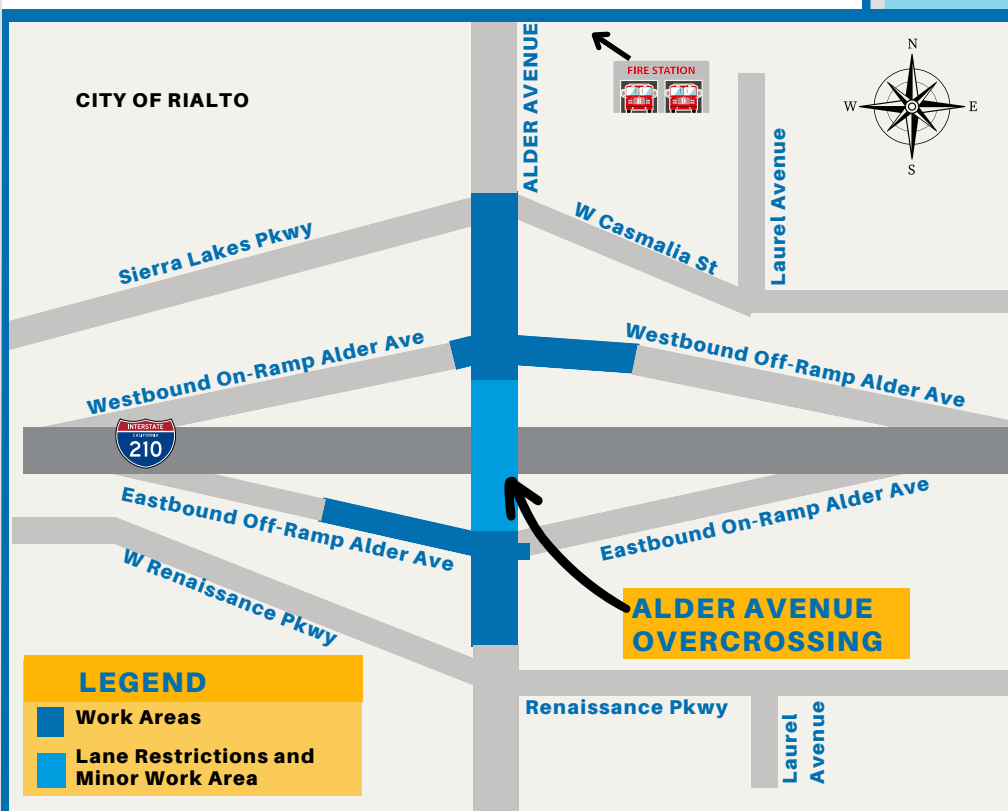 CITY OF RIALTO
ALDER AVENUE
FIRE STATION
N
W
E
S
Laurel Avenue
W Casmalia St
Sierra Lakes Pkwy
Westbound On-Ramp Alder Ave
Westbound Off-Ramp Alder Ave
INTERSTATE
CALIFORNIA
210
Eastbound Off-Ramp Alder Ave
Eastbound On-Ramp Alder Ave
W Renaissance Pkwy
ALDER AVENUE
OVERCROSSING
LEGEND
Work Areas
Lane Restrictions and
Minor Work Area
Renaissance Pkwy
Laurel
Avenue